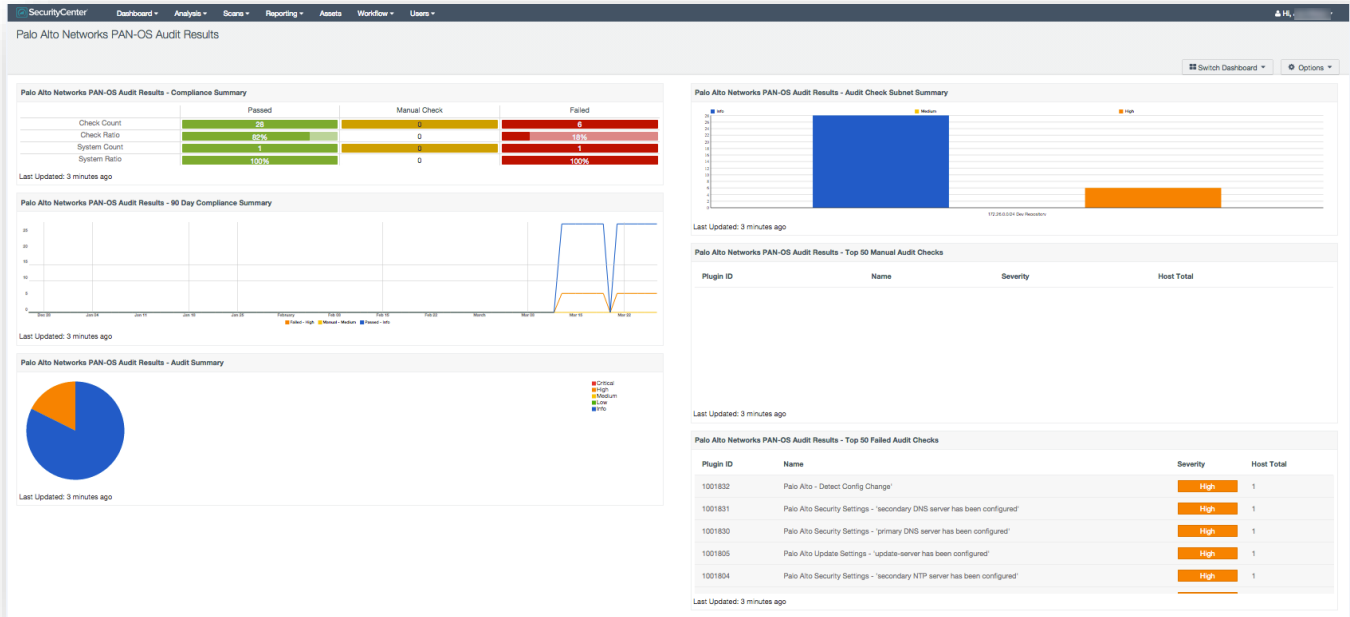 SecurityCenter Dashboard Analysis Scans Reporting Assets Workflow Users Hi,
Palo Alto Networks PAN-OS Audit Results
Switch Dashboard Options
Palo Alto Networks PAN-OS Audit Results - Compliance Summary
Passed Manual Check Failed
Check Count 28 0 6
Check Ratio 82% 0 18%
System Count 1 0 1
System Ratio 100% 0 100%
Last Updated: 3 minutes ago
Palo Alto Networks PAN-OS Audit Results - 90 Day Compliance Summary
February March
Failed - High Manual - Medium Passed - Info
Last Updated: 3 minutes ago
Palo Alto Networks PAN-OS Audit Results - Audit Summary
Critical
High
Medium
Low
Info
Last Updated: 3 minutes ago
Palo Alto Networks PAN-OS Audit Results - Audit Check Subnet Summary
Info Medium High
Last Updated: 3 minutes ago
Palo Alto Networks PAN-OS Audit Results - Top 50 Manual Audit Checks
Plugin ID Name Severity Host Total
Last Updated: 3 minutes ago
Palo Alto Networks PAN-OS Audit Results - Top 50 Failed Audit Checks
Plugin ID Name Severity Host Total
1001832 Palo Alto - Detect Config Change' High 1
1001831 Palo Alto Security Settings - 'secondary DNS server has been configured' High 1
1001830 Palo Alto Security Settings - 'primary DNS server has been configured' High 1
1001805 Palo Alto Update Settings - 'update-server has been configured' High 1
1001804 Palo Alto Security Settings - 'secondary NTP server has been configured' High 1
Last Updated: 3 minutes ago